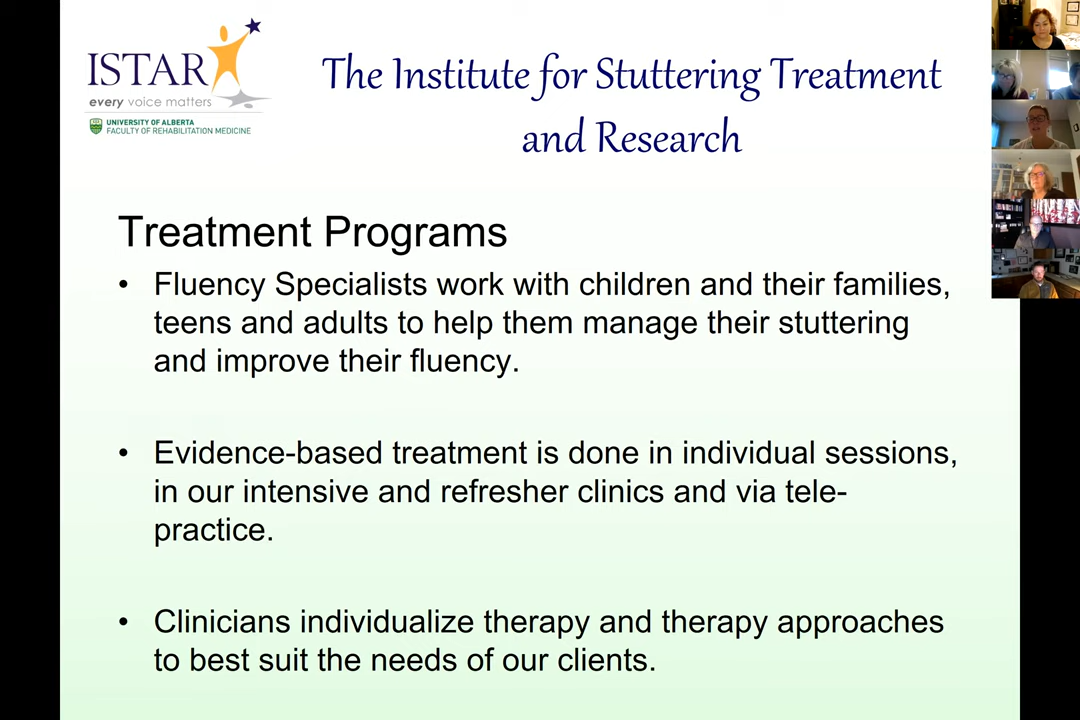 ISTAR
every voice matters
UNIVERSITY OF ALBERTA
FACULTY OF REHABILITATION MEDICINE
The Institute for Stuttering Treatment
and Research
Treatment Programs
• Fluency Specialists work with children and their families,
teens and adults to help them manage their stuttering
and improve their fluency.
• Evidence-based treatment is done in individual sessions,
in our intensive and refresher clinics and via tele-
practice.
• Clinicians individualize therapy and therapy approaches
to best suit the needs of our clients.